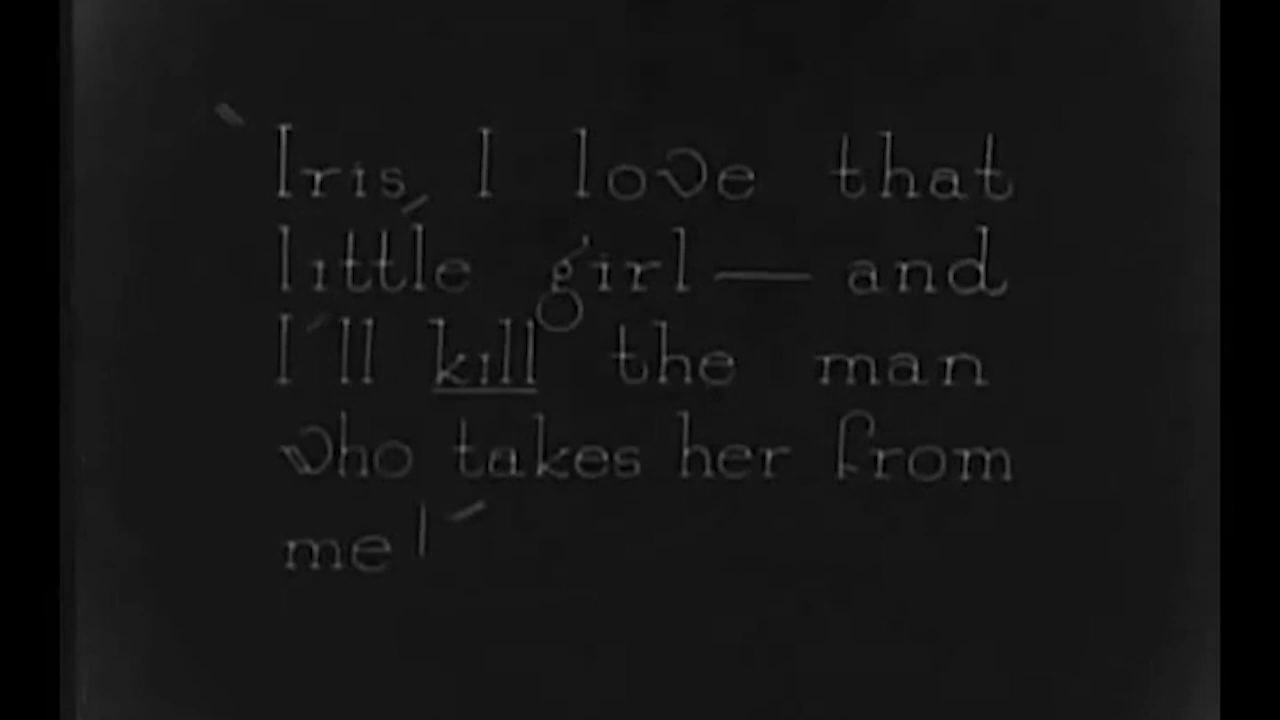 'Iris, I love that
little girl — and
I'll kill the man
who takes her from
me!'